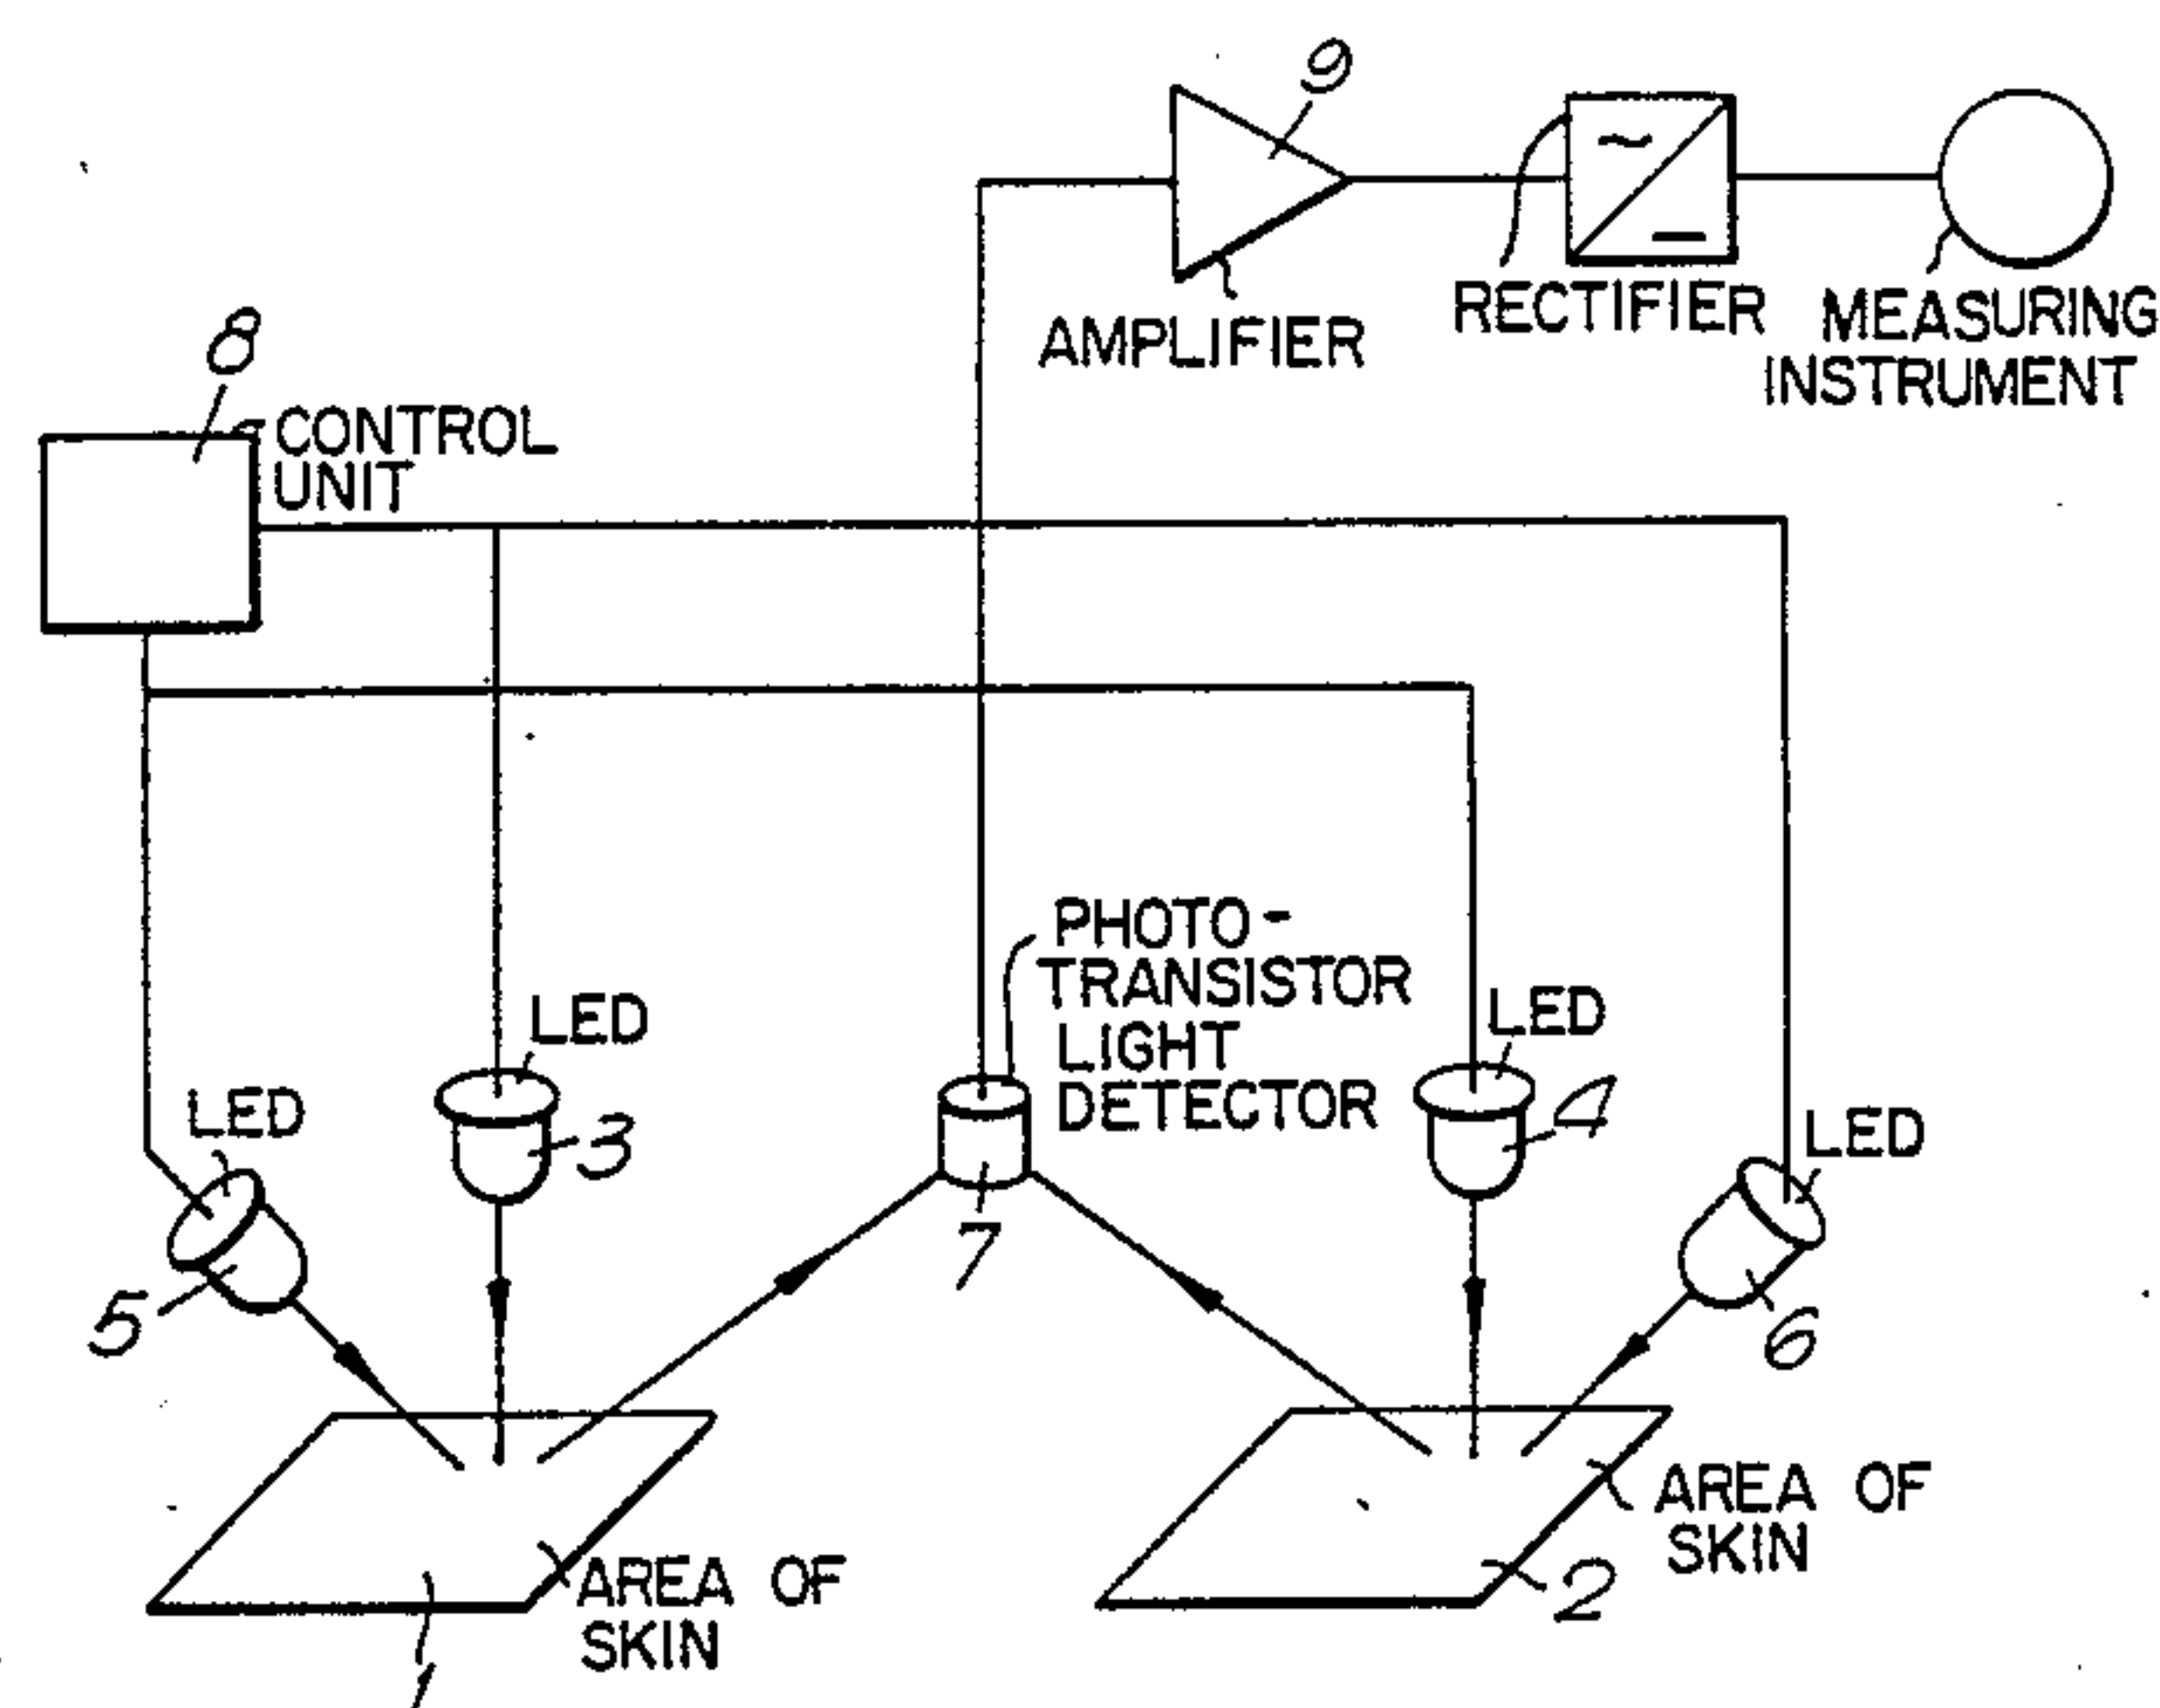 9
AMPLIFIER
RECTIFIER
~
—
MEASURING
INSTRUMENT
8
CONTROL
UNIT
PHOTO-
TRANSISTOR
LIGHT
DETECTOR
LED
LED
LED
LED
3
4
5
7
6
AREA OF
SKIN
2
AREA OF
SKIN
1